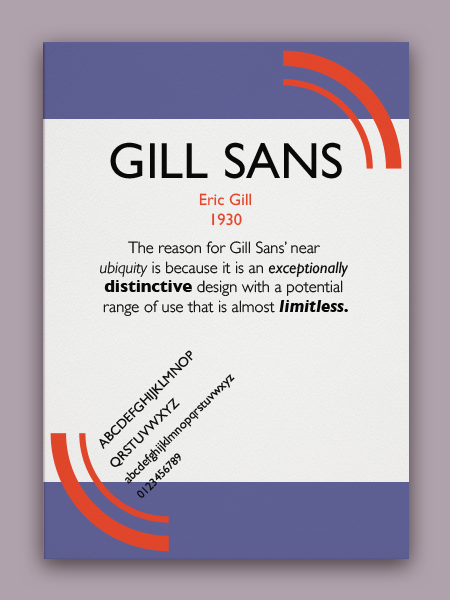 GILL SANS
Eric Gill
1930
The reason for Gill Sans' near
ubiquity is because it is an exceptionally
distinctive design with a potential
range of use that is almost limitless.
ABCDEFGHIJKLMNOP
QRSTUVWXYZ
abcdefghijklmnopqrstuvwxyz
0123456789